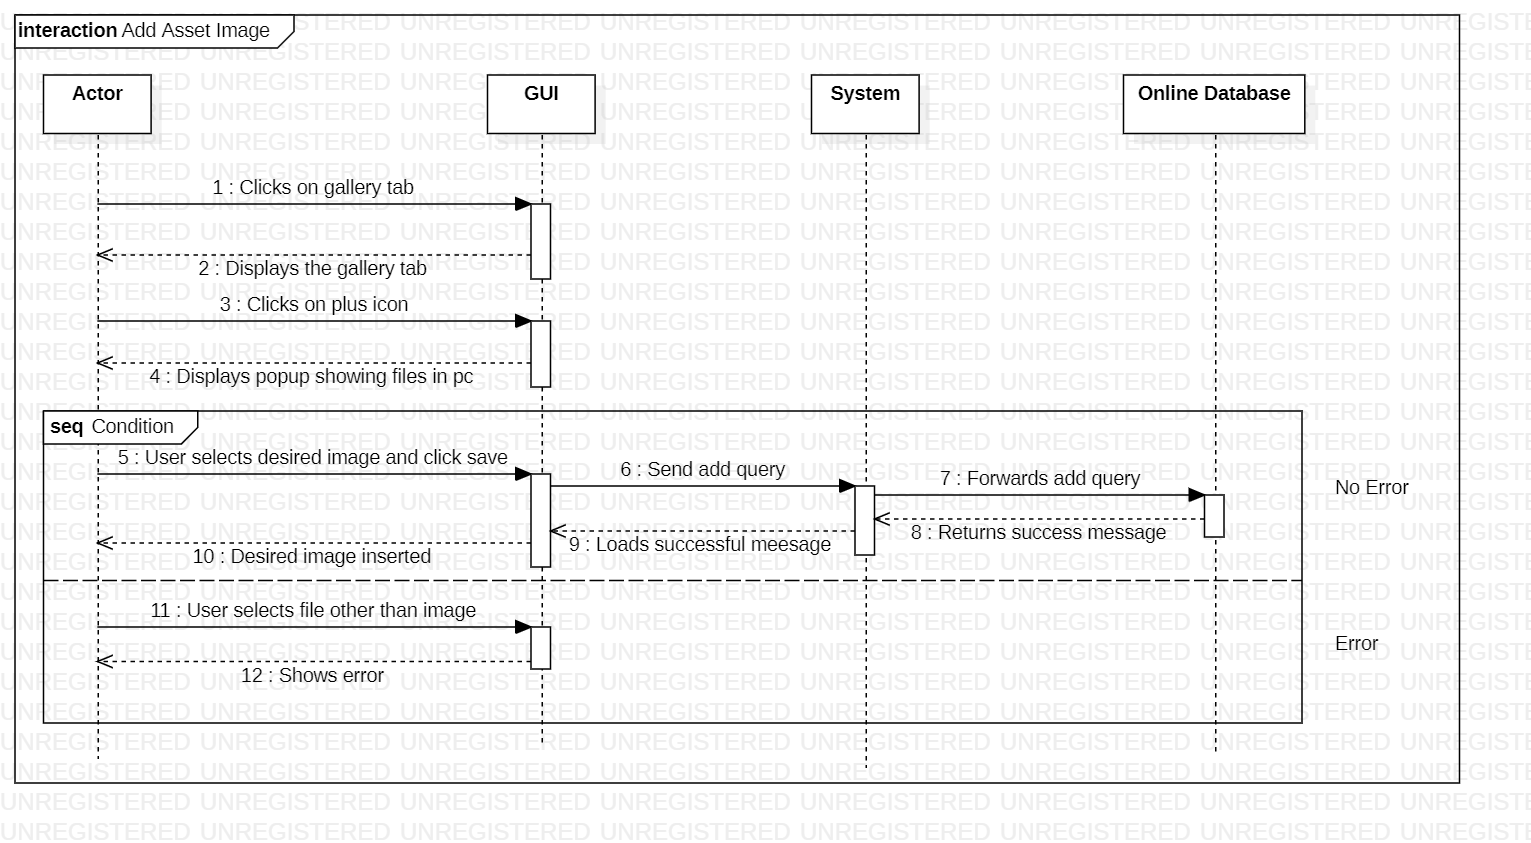 interaction Add Asset Image
Actor
GUI
System
Online Database
1 : Clicks on gallery tab
2 : Displays the gallery tab
3 : Clicks on plus icon
4 : Displays popup showing files in pc
seq Condition
5 : User selects desired image and click save
6 : Send add query
7 : Forwards add query
No Error
8 : Returns success message
9 : Loads successful meesage
10 : Desired image inserted
11 : User selects file other than image
Error
12 : Shows error
UNREGISTERED